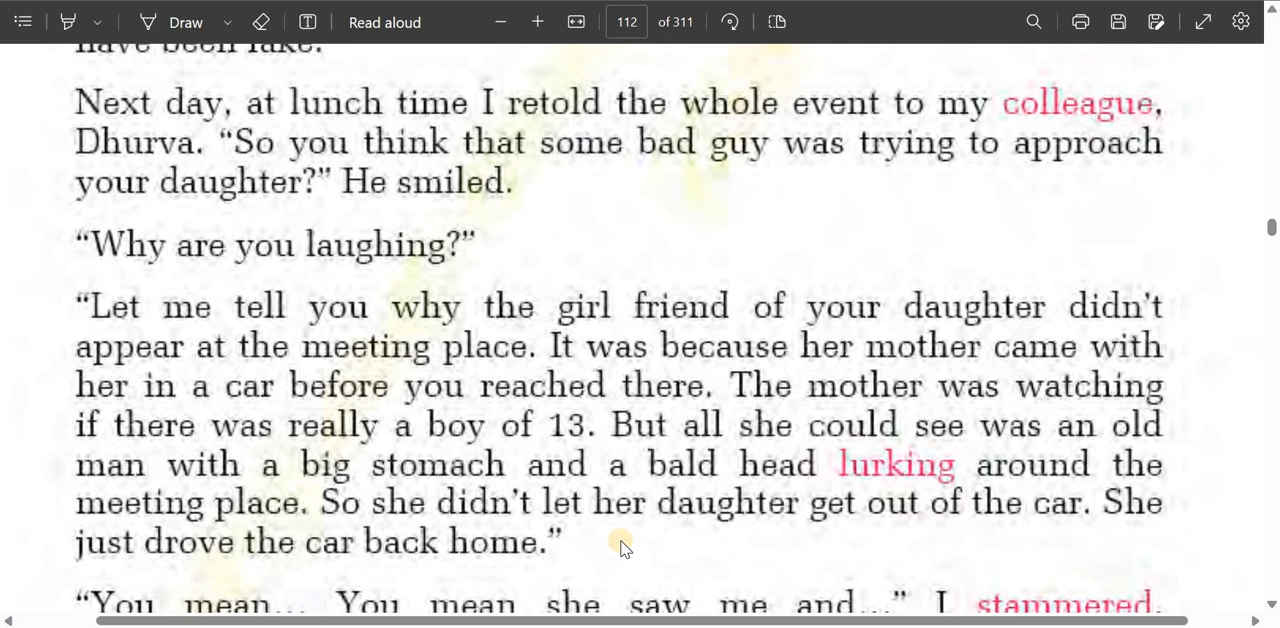 Draw
Read aloud
112 of 311
have been fake.
Next day, at lunch time I retold the whole event to my colleague,
Dhurva. “So you think that some bad guy was trying to approach
your daughter?” He smiled.
“Why are you laughing?”
“Let me tell you why the girl friend of your daughter didn’t
appear at the meeting place. It was because her mother came with
her in a car before you reached there. The mother was watching
if there was really a boy of 13. But all she could see was an old
man with a big stomach and a bald head lurking around the
meeting place. So she didn’t let her daughter get out of the car. She
just drove the car back home.”
“You mean... You mean she saw me and...” I stammered.